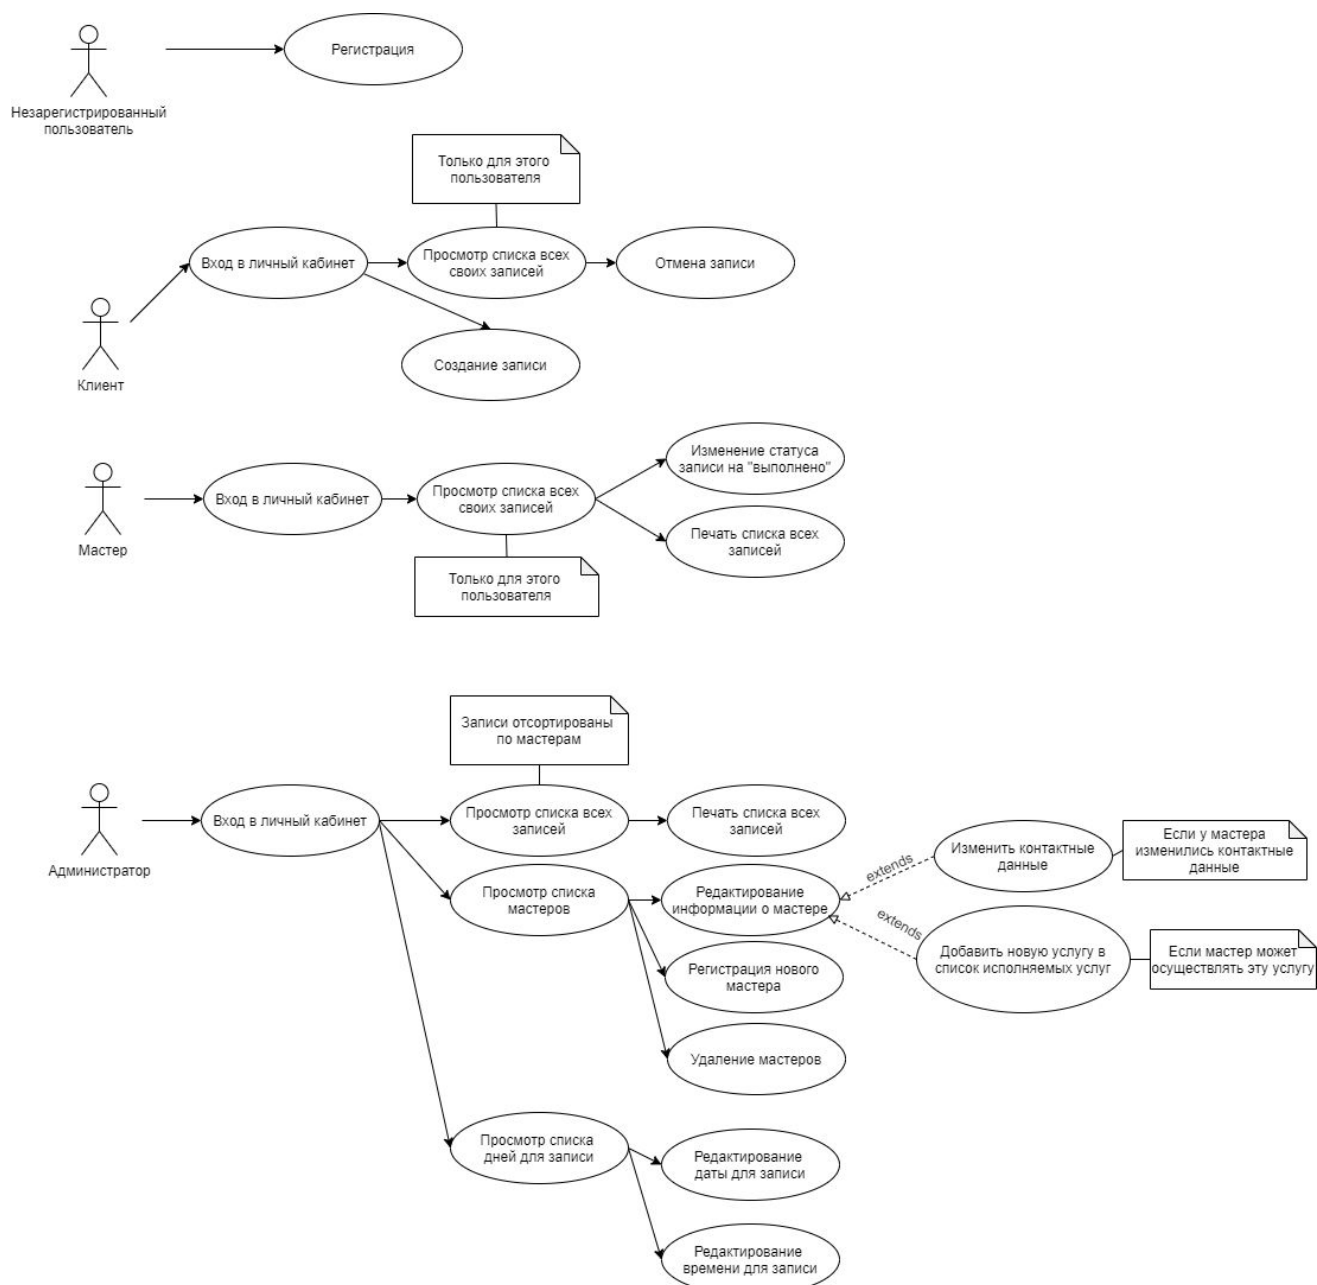 Регистрация
Незарегистрированный
пользователь
Только для этого
пользователя
Вход в личный кабинет
Просмотр списка всех
своих записей
Отмена записи
Создание записи
Клиент
Изменение статуса
записи на "выполнено"
Вход в личный кабинет
Просмотр списка всех
своих записей
Печать списка всех
записей
Мастер
Только для этого
пользователя
Записи отсортированы
по мастерам
Администратор
Вход в личный кабинет
Просмотр списка всех
записей
Печать списка всех
записей
Просмотр списка
мастеров
Редактирование
информации о мастере
extends
Изменить контактные
данные
Если у мастера
изменились контактные
данные
extends
Добавить новую услугу в
список исполняемых услуг
Если мастер может
осуществлять эту услугу
Регистрация нового
мастера
Удаление мастеров
Просмотр списка
дней для записи
Редактирование
даты для записи
Редактирование
времени для записи